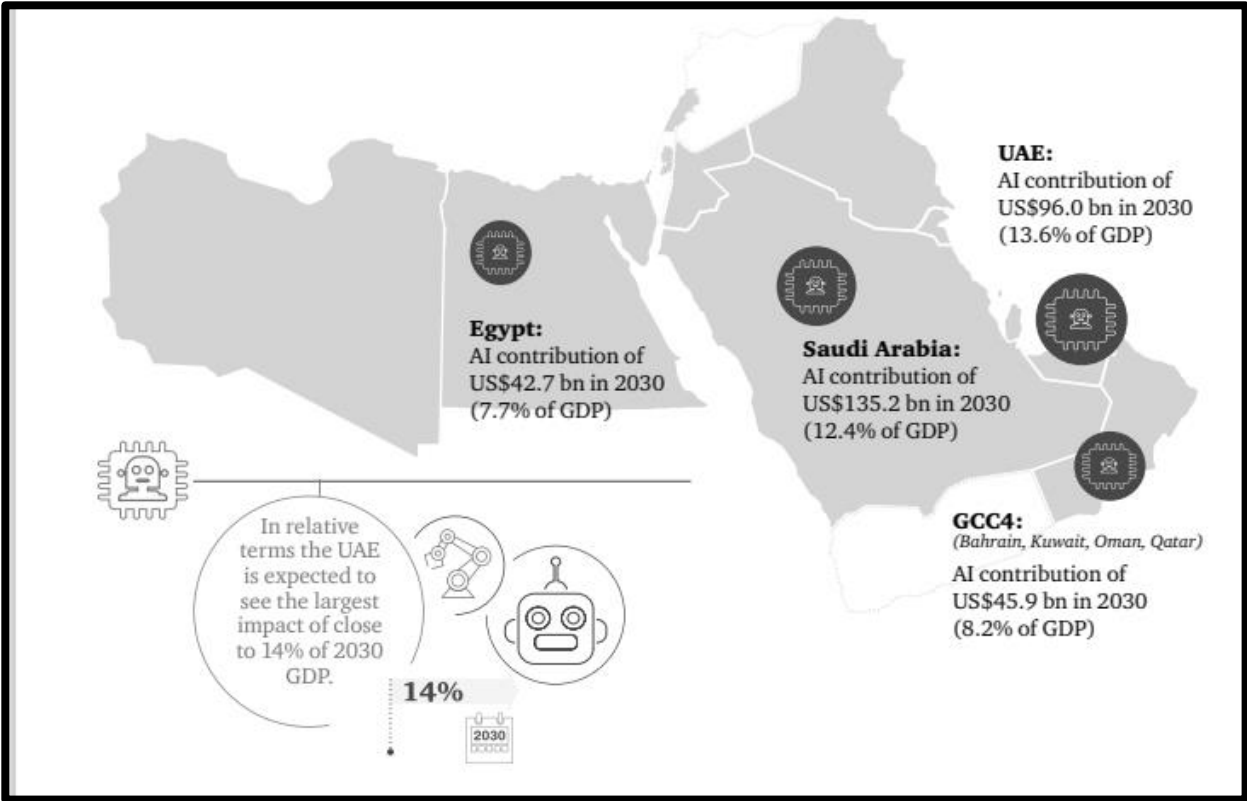 UAE:
AI contribution of
US$96.0 bn in 2030
(13.6% of GDP)
Egypt:
AI contribution of
US$42.7 bn in 2030
(7.7% of GDP)
Saudi Arabia:
AI contribution of
US$135.2 bn in 2030
(12.4% of GDP)
GCC4:
(Bahrain, Kuwait, Oman, Qatar)
AI contribution of
US$45.9 bn in 2030
(8.2% of GDP)
In relative
terms the UAE
is expected to
see the largest
impact of close
to 14% of 2030
GDP.
14%
2030